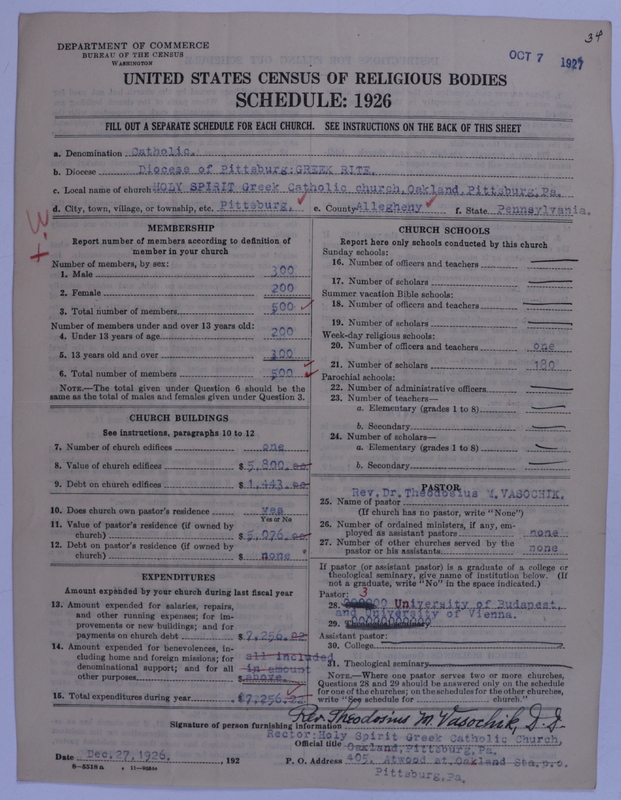 34
OCT 7 1927
DEPARTMENT OF COMMERCE
BUREAU OF THE CENSUS
WASHINGTON
UNITED STATES CENSUS OF RELIGIOUS BODIES
SCHEDULE: 1926
FILL OUT A SEPARATE SCHEDULE FOR EACH CHURCH. SEE INSTRUCTIONS ON THE BACK OF THIS SHEET
a. Denomination Catholic.
b. Diocese Diocese of Pittsburg:GREEK RITE,
c. Local name of church HOLY SPIRIT Greek Catholic church,Oakland,Pittsburg,Pa.
d. City, town, village, or township, etc. Pittsburg, e. County Allegheny f. State Pennsylvania.
MEMBERSHIP
Report number of members according to definition of
member in your church
Number of members, by sex:
1. Male 300
2. Female 200
3. Total number of members 500
Number of members under and over 13 years old:
4. Under 13 years of age 200
5. 13 years old and over 300
6. Total number of members 500
NOTE.—The total given under Question 6 should be the
same as the total of males and females given under Question 3.
CHURCH BUILDINGS
See instructions, paragraphs 10 to 12
7. Number of church edifices one
8. Value of church edifices $5,800.00
9. Debt on church edifices $1,443.00
10. Does church own pastor's residence? yes
Yes or No
11. Value of pastor's residence (if owned by
church) $5,076.00
12. Debt on pastor's residence (if owned by
church) $ none
EXPENDITURES
Amount expended by your church during last fiscal year
13. Amount expended for salaries, repairs,
and other running expenses; for im-
provements or new buildings; and for
payments on church debt $7,256.02
14. Amount expended for benevolences, in-
cluding home and foreign missions; for
denominational support; and for all
other purposes $ all included
in amount
above.
15. Total expenditures during year $7,256.02
CHURCH SCHOOLS
Report here only schools conducted by this church
Sunday schools:
16. Number of officers and teachers
17. Number of scholars
Summer vacation Bible schools:
18. Number of officers and teachers
19. Number of scholars
Week-day religious schools:
20. Number of officers and teachers one
21. Number of scholars 180
Parochial schools:
22. Number of administrative officers
23. Number of teachers—
a. Elementary (grades 1 to 8)
b. Secondary
24. Number of scholars—
a. Elementary (grades 1 to 8)
b. Secondary
PASTOR
Rev.Dr.Theodosius M.VASOCHIK,
25. Name of pastor
(If church has no pastor, write "None")
26. Number of ordained ministers, if any, em-
ployed as assistant pastors none
27. Number of other churches served by the
pastor or his assistants none
If pastor (or assistant pastor) is a graduate of a college or
theological seminary, give name of institution below. (If
not a graduate, write "No" in the space indicated.)
Pastor: 3
28. University of Budapent,
and University of Vienna.
29. Theological seminary
Assistant pastor:
30. College
31. Theological seminary
NOTE.—Where one pastor serves two or more churches,
Questions 28 and 29 should be answered only on the schedule
for one of the churches; on the schedules for the other churches,
write "See schedule for church."
Signature of person furnishing information Rev. Theodosius M. Vasochik, D.D.
Rector:Holy Spirit Greek Catholic Church,
Official title Oakland,Pittsburg,Pa.
Date Dec.27,1926. 192 P. O. Address 405. Atwood st.Oakland Sta.p.o.
8—5518a
Pittsburg,Pa.